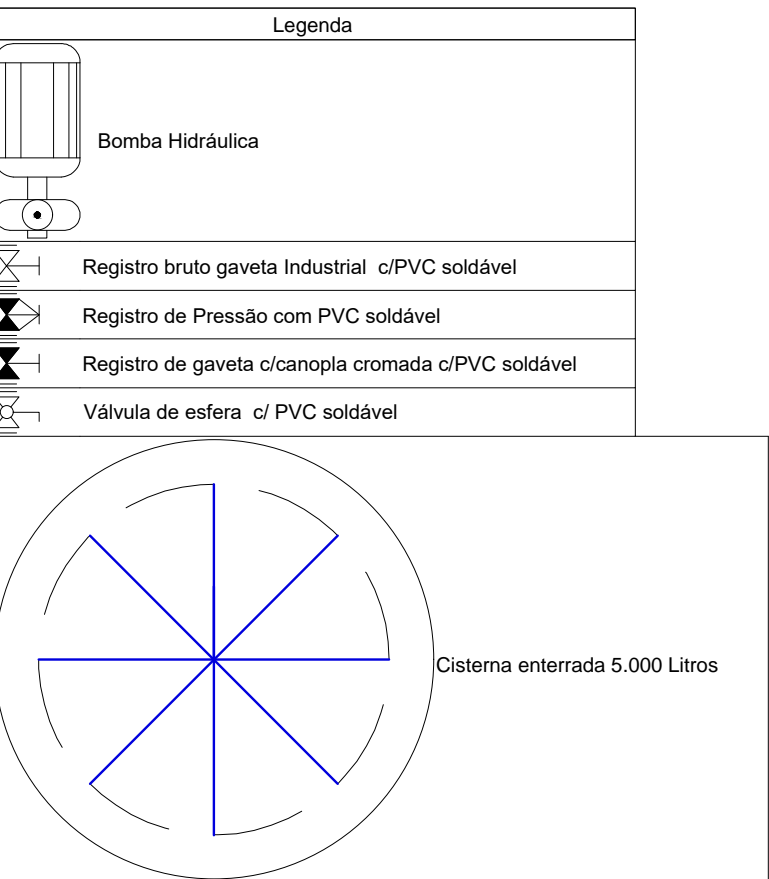 Legenda
Bomba Hidráulica
Registro bruto gaveta Industrial  c/PVC soldável
Registro de Pressão com PVC soldável
Registro de gaveta c/canopla cromada c/PVC soldável
Válvula de esfera  c/ PVC soldável
Cisterna enterrada 5.000 Litros